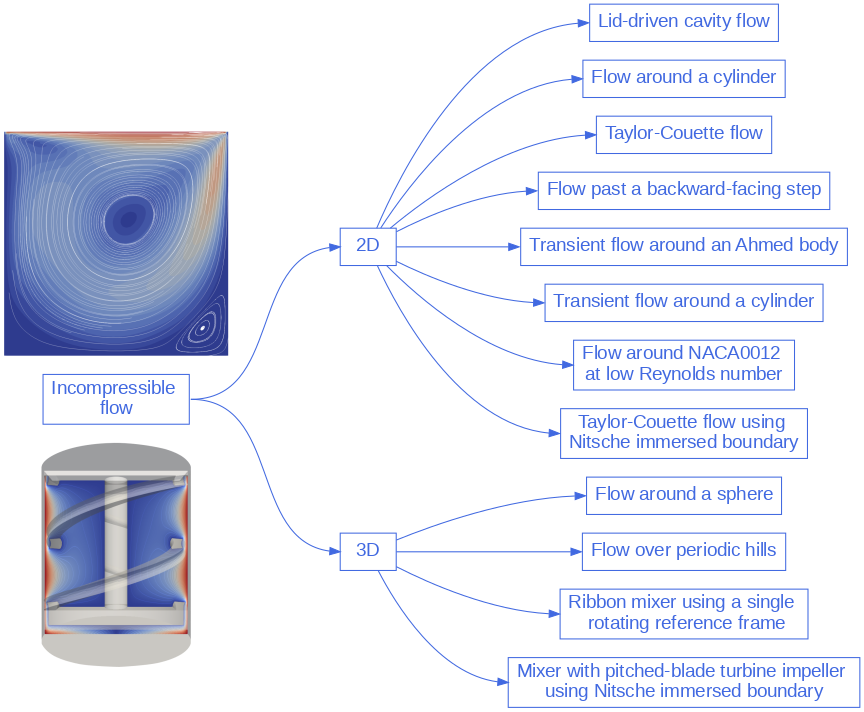 Incompressible
flow
2D
Lid-driven cavity flow
Flow around a cylinder
Taylor-Couette flow
Flow past a backward-facing step
Transient flow around an Ahmed body
Transient flow around a cylinder
Flow around NACA0012
at low Reynolds number
Taylor-Couette flow using
Nitsche immersed boundary
3D
Flow around a sphere
Flow over periodic hills
Ribbon mixer using a single
rotating reference frame
Mixer with pitched-blade turbine impeller
using Nitsche immersed boundary